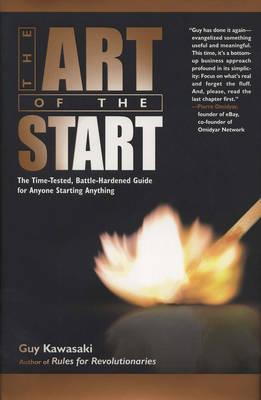 THE
ART
OF THE
START
The Time-Tested, Battle-Hardened Guide
for Anyone Starting Anything
"Guy has done it again—
evangelized something
useful and meaningful.
This time, it's a bottom-
up business approach
profound in its simplic-
ity: Focus on what's real
and forget the fluff.
And, please, read the
last chapter first."
—Pierre Omidyar,
founder of eBay,
co-founder of
Omidyar Network
Guy Kawasaki
Author of Rules for Revolutionaries